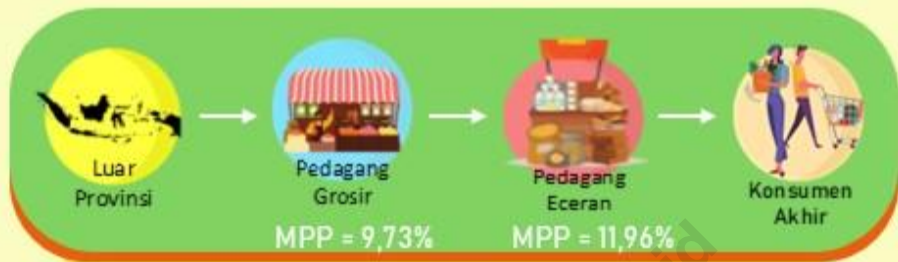 Luar
Provinsi
Pedagang
Grosir
MPP = 9,73%
Pedagang
Eceran
MPP = 11,96%
Konsumen
Akhir